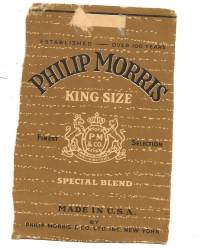 ESTABLISHED — OVER 100 YEARS
PHILIP MORRIS
KING SIZE
PM
& CO
FINEST SELECTION
SPECIAL BLEND
MADE IN U.S.A.
BY
PHILIP MORRIS & CO. LTD. INC. NEW YORK